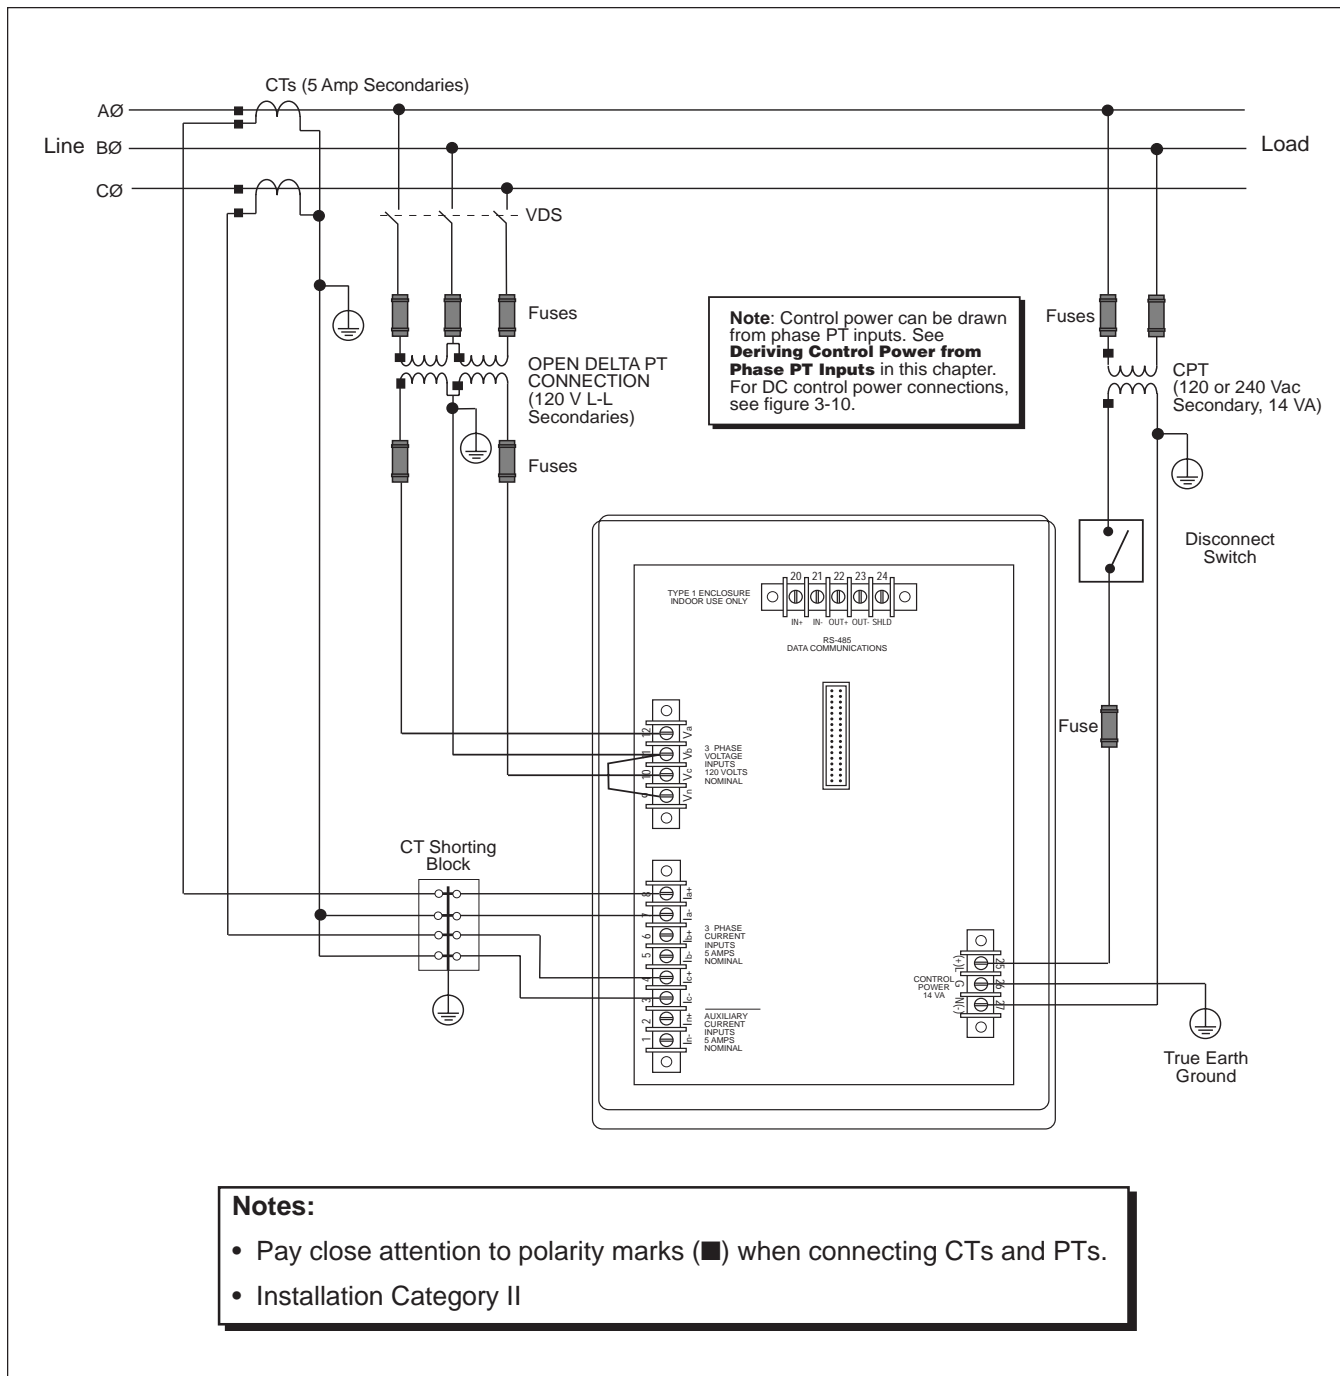 CTs (5 Amp Secondaries)
AØ
Line BØ
Load
CØ
VDS
Fuses
OPEN DELTA PT
CONNECTION
(120 V L-L
Secondaries)
Fuses
Note: Control power can be drawn
from phase PT inputs. See
Deriving Control Power from
Phase PT Inputs in this chapter.
For DC control power connections,
see figure 3-10.
Fuses
CPT
(120 or 240 Vac
Secondary, 14 VA)
Disconnect
Switch
Fuse
TYPE 1 ENCLOSURE
INDOOR USE ONLY
20 21 22 23 24
IN+ IN- OUT+ OUT- SHLD
RS-485
DATA COMMUNICATIONS
12 Va
11 Vb
10 Vc
9 Vn
3 PHASE
VOLTAGE
INPUTS
120 VOLTS
NOMINAL
CT Shorting
Block
8 Ia+
7 Ia-
6 Ib+
5 Ib-
4 Ic+
3 Ic-
2 In+
1 In-
3 PHASE
CURRENT
INPUTS
5 AMPS
NOMINAL
AUXILIARY
CURRENT
INPUTS
5 AMPS
NOMINAL
CONTROL
POWER
14 VA
(+)L 25
G 26
N(-) 27
True Earth
Ground
Notes:
• Pay close attention to polarity marks (■) when connecting CTs and PTs.
• Installation Category II